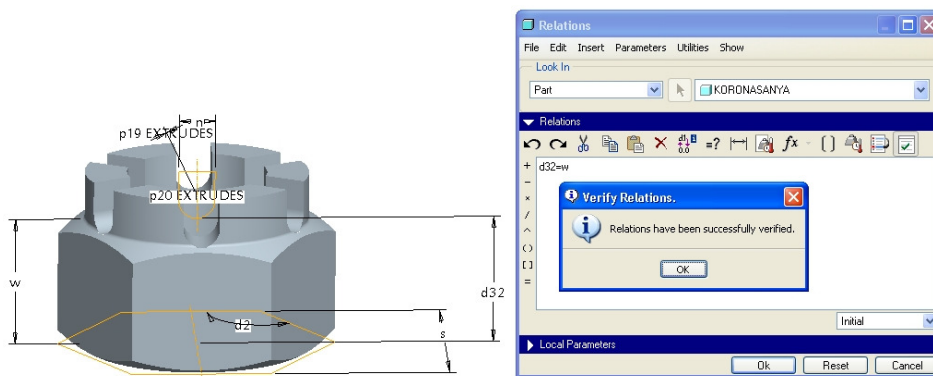 n
p19 EXTRUDES
p20 EXTRUDES
w
d32
d2
s
Relations
File Edit Insert Parameters Utilities Show
Look In
Part
KORONASANYA
Relations
d32=w
Verify Relations.
Relations have been successfully verified.
OK
Initial
Local Parameters
Ok Reset Cancel